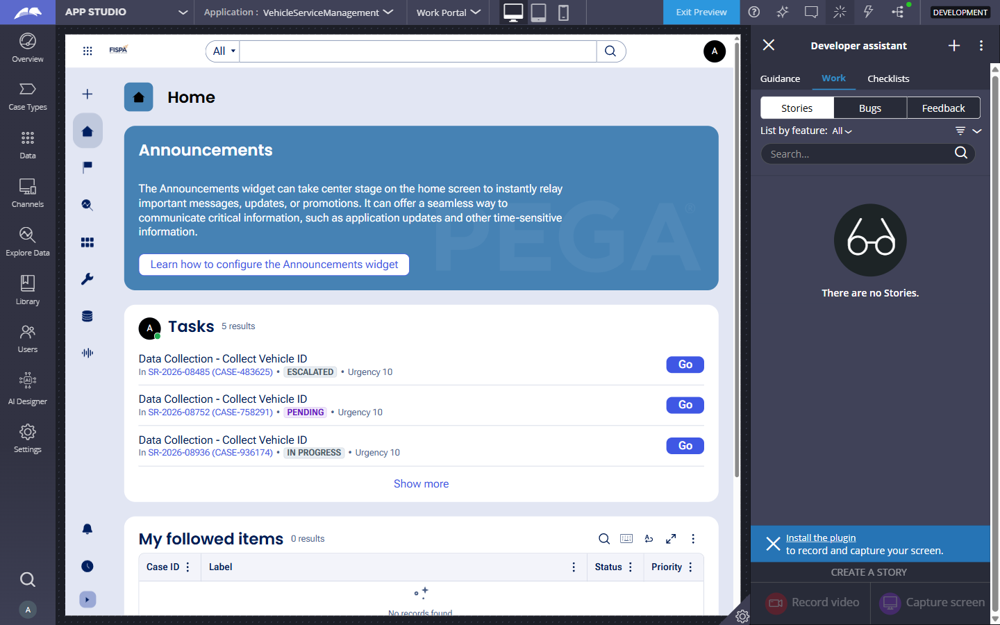 APP STUDIO
Application : VehicleServiceManagement
Work Portal
Exit Preview
DEVELOPMENT
Overview
Case Types
Data
Channels
Explore Data
Library
Users
AI Designer
Settings
A
FISPA
All
A
Home
Announcements
The Announcements widget can take center stage on the home screen to instantly relay
important messages, updates, or promotions. It can offer a seamless way to
communicate critical information, such as application updates and other time-sensitive
information.
PEGA®
Learn how to configure the Announcements widget
A
Tasks 5 results
Data Collection - Collect Vehicle ID
In SR-2026-08485 (CASE-483625) • ESCALATED • Urgency 10
Go
Data Collection - Collect Vehicle ID
In SR-2026-08752 (CASE-758291) • PENDING • Urgency 10
Go
Data Collection - Collect Vehicle ID
In SR-2026-08936 (CASE-936174) • IN PROGRESS • Urgency 10
Go
Show more
My followed items 0 results
Case ID Label Status Priority
No records found
Developer assistant
Guidance Work Checklists
Stories Bugs Feedback
List by feature: All
Search...
There are no Stories.
Install the plugin
to record and capture your screen.
CREATE A STORY
Record video Capture screen